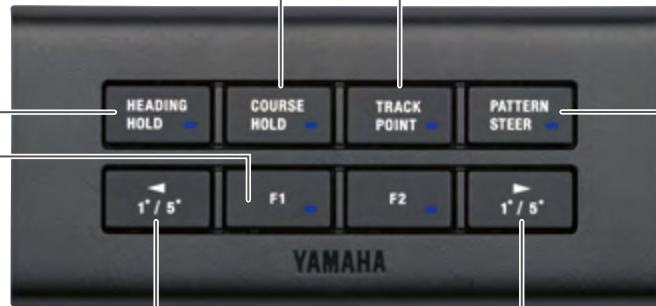 HEADING
HOLD
COURSE
HOLD
TRACK
POINT
PATTERN
STEER
◄
1°/ 5°
F1
F2
►
1°/ 5°
YAMAHA